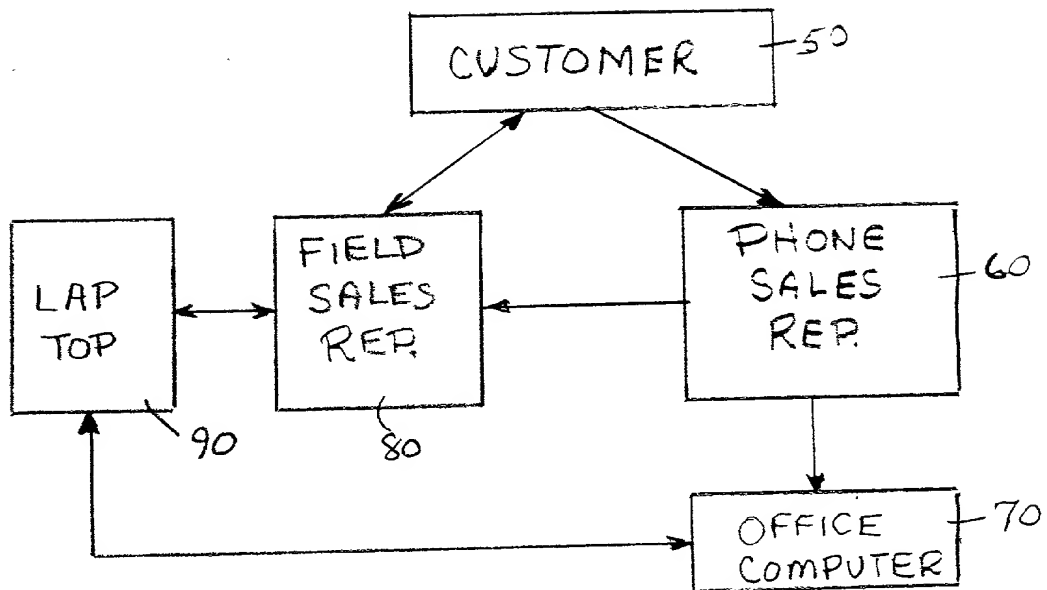 CUSTOMER
50
FIELD
SALES
REP.
80
PHONE
SALES
REP.
60
LAP
TOP
90
OFFICE
COMPUTER
70